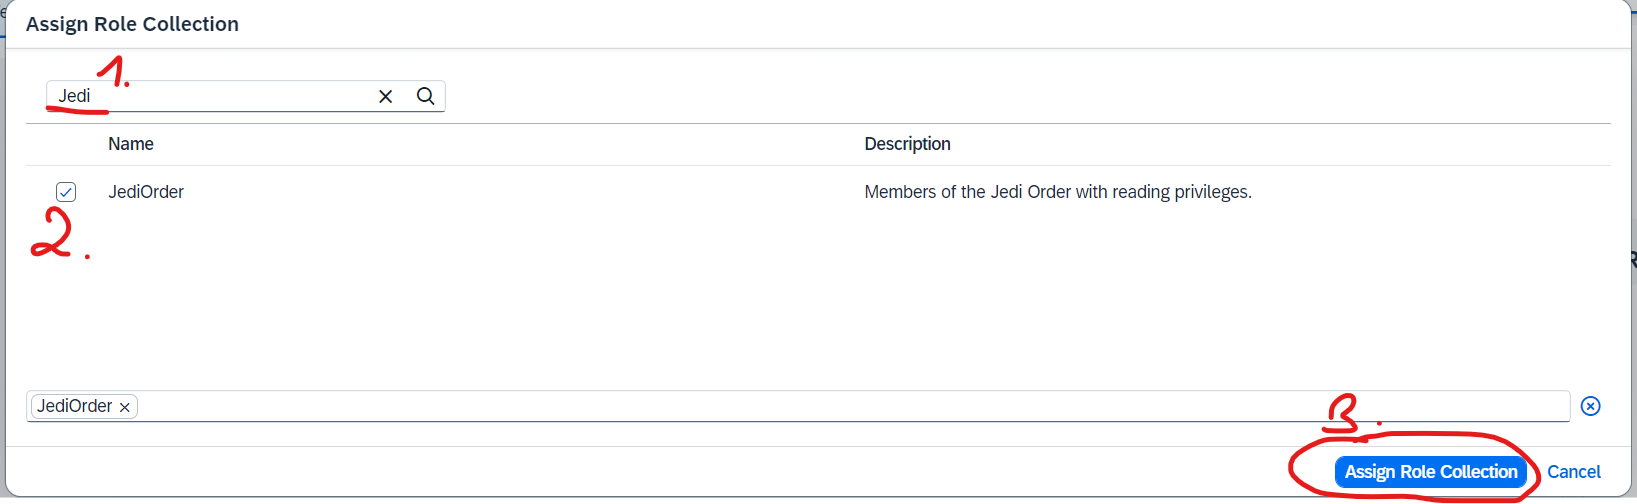 Assign Role Collection
1.
Jedi
Name Description
JediOrder Members of the Jedi Order with reading privileges.
2.
JediOrder
3.
Assign Role Collection Cancel